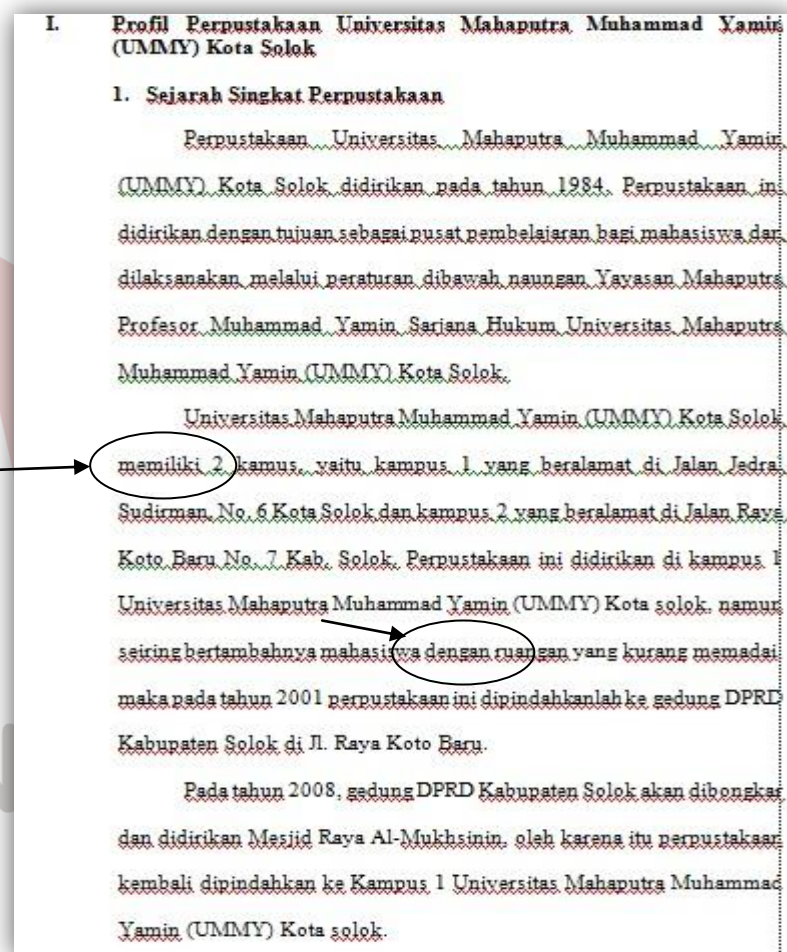 I. Profil Perpustakaan Universitas Mahaputra Muhammad Yamin
(UMMY) Kota Solok
1. Sejarah Singkat Perpustakaan
Perpustakaan Universitas Mahaputra Muhammad Yamin
(UMMY) Kota Solok didirikan pada tahun 1984. Perpustakaan ini
didirikan dengan tujuan sebagai pusat pembelajaran bagi mahasiswa dan
dilaksanakan melalui peraturan dibawah naungan Yayasan Mahaputra
Profesor Muhammad Yamin Sarjana Hukum Universitas Mahaputra
Muhammad Yamin (UMMY) Kota Solok.
Universitas Mahaputra Muhammad Yamin (UMMY) Kota Solok
memiliki 2 kamus, yaitu kampus 1 yang beralamat di Jalan Jedral
Sudirman, No. 6 Kota Solok dan kampus 2 yang beralamat di Jalan Raya
Koto Baru No. 7 Kab. Solok. Perpustakaan ini didirikan di kampus 1
Universitas Mahaputra Muhammad Yamin (UMMY) Kota solok. namun
seiring bertambahnya mahasiswa dengan ruangan yang kurang memadai
maka pada tahun 2001 perpustakaan ini dipindahkanlah ke gedung DPRD
Kabupaten Solok di Jl. Raya Koto Baru.
Pada tahun 2008, gedung DPRD Kabupaten Solok akan dibongkar
dan didirikan Mesjid Raya Al-Mukhsinin, oleh karena itu perpustakaan
kembali dipindahkan ke Kampus 1 Universitas Mahaputra Muhammad
Yamin (UMMY) Kota solok.